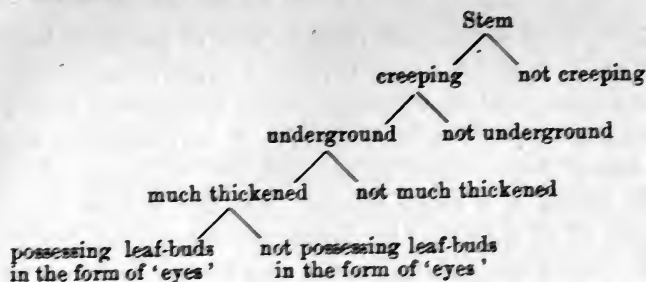 Stem
creeping not creeping
underground not underground
much thickened not much thickened
possessing leaf-buds not possessing leaf-buds
in the form of ‘eyes’ in the form of ‘eyes’